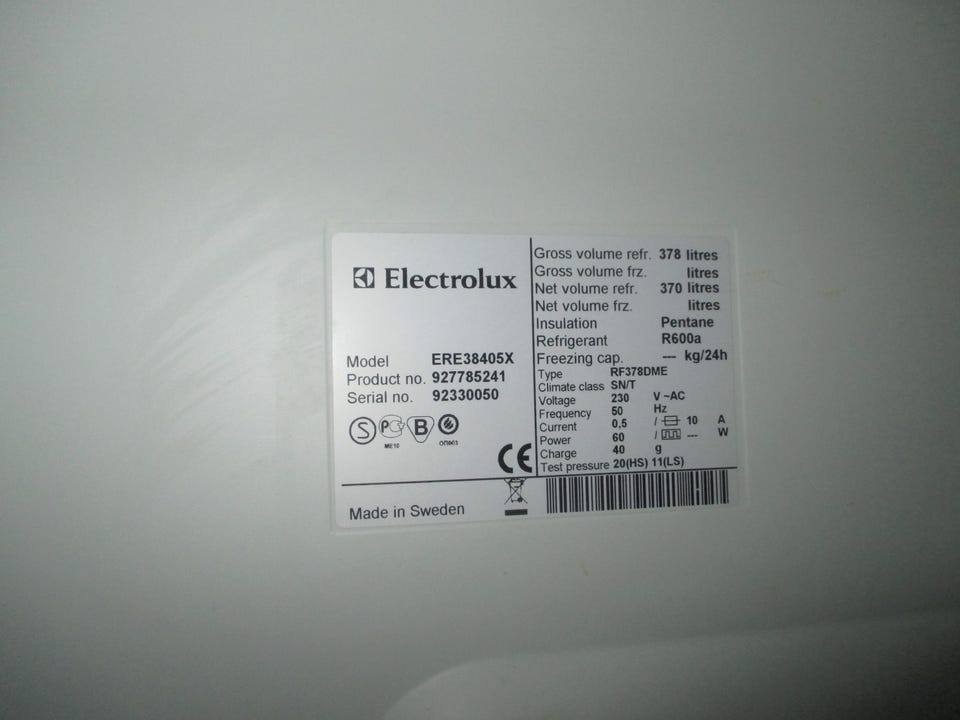 Electrolux
Model ERE38405X
Product no. 927785241
Serial no. 92330050
S PC B
ME10 ОП063
CE
Made in Sweden
Gross volume refr. 378 litres
Gross volume frz. litres
Net volume refr. 370 litres
Net volume frz. litres
Insulation Pentane
Refrigerant R600a
Freezing cap. --- kg/24h
Type RF378DME
Climate class SN/T
Voltage 230 V ~AC
Frequency 50 Hz
Current 0,5 / 10 A
Power 60 / --- W
Charge 40 g
Test pressure 20(HS) 11(LS)